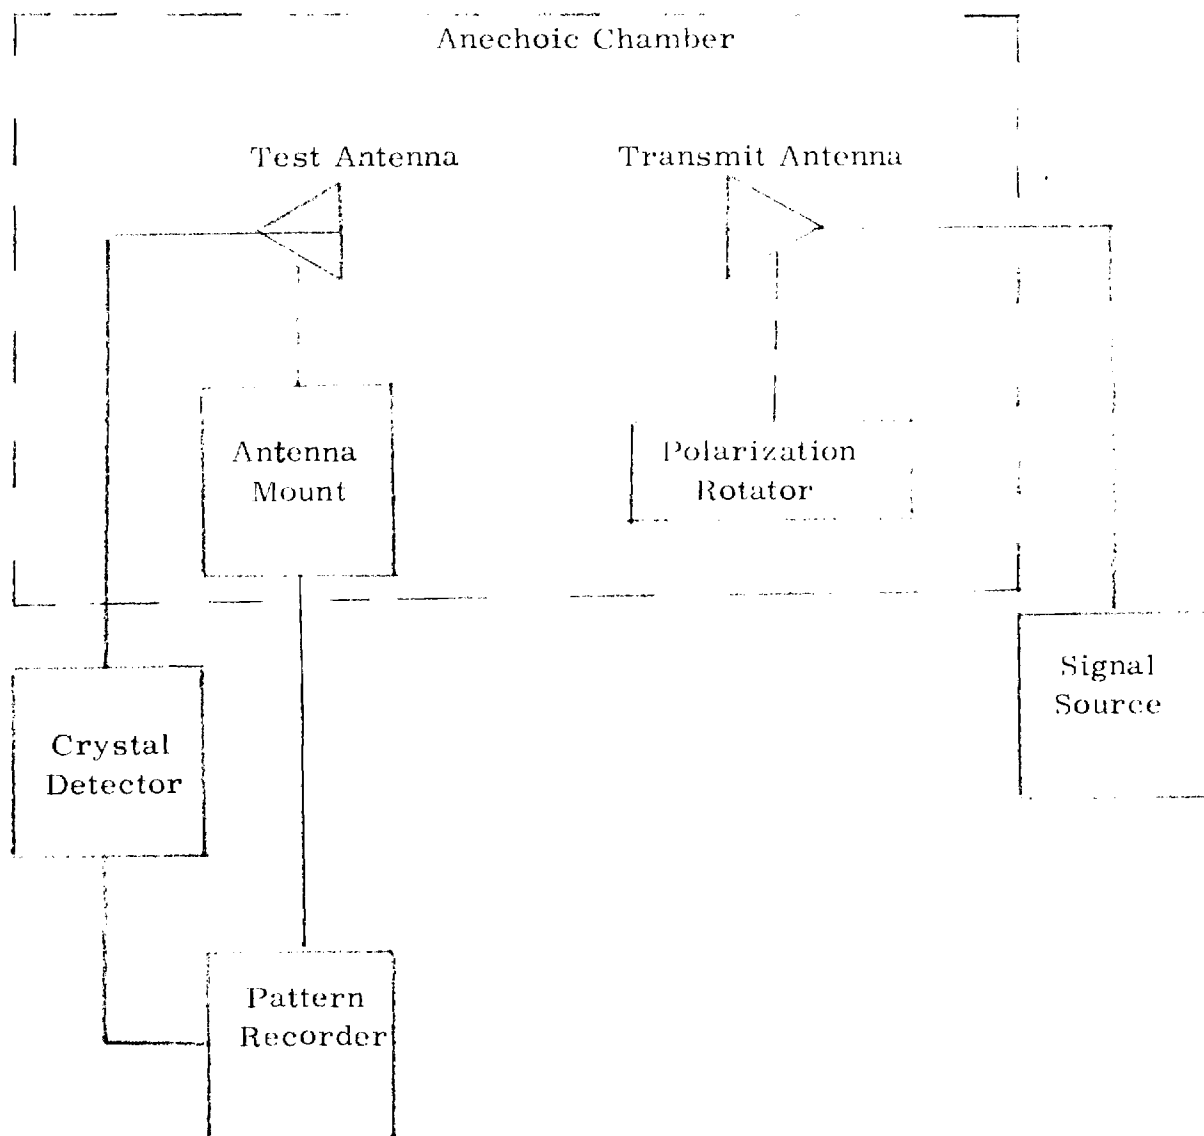 Anechoic Chamber
Test Antenna
Transmit Antenna
Antenna
Mount
Polarization
Rotator
Signal
Source
Crystal
Detector
Pattern
Recorder